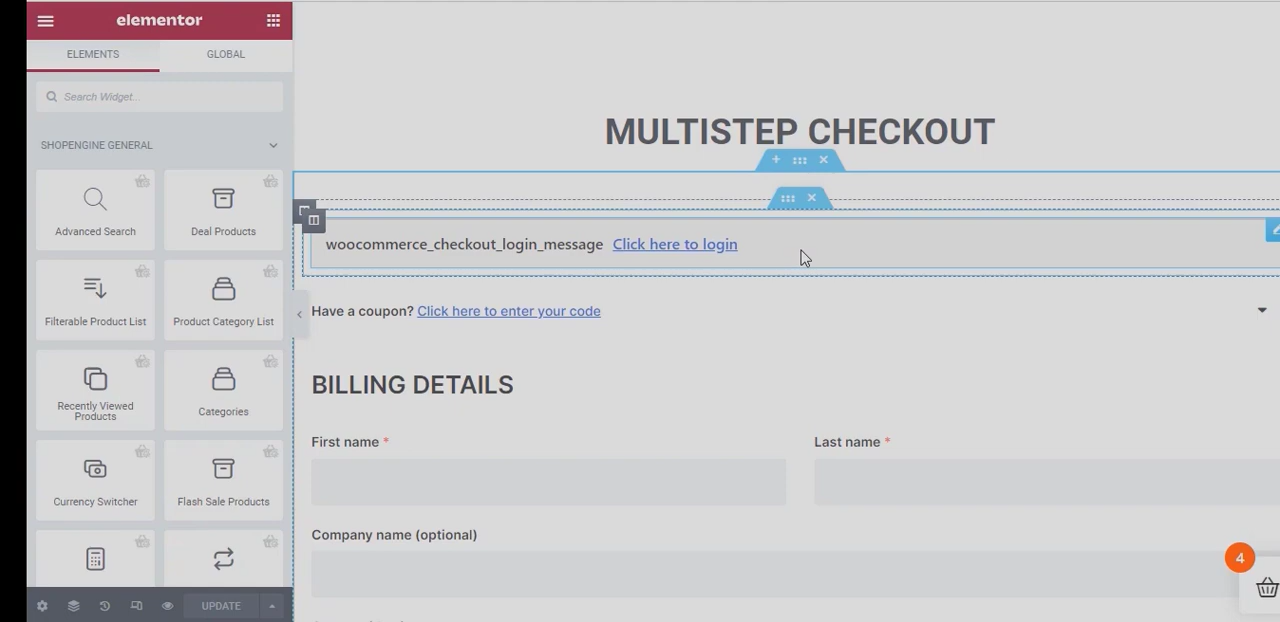 elementor
ELEMENTS
GLOBAL
Search Widget...
SHOPENGINE GENERAL
Advanced Search
Deal Products
Filterable Product List
Product Category List
Recently Viewed
Products
Categories
Currency Switcher
Flash Sale Products
UPDATE
MULTISTEP CHECKOUT
woocommerce_checkout_login_message Click here to login
Have a coupon? Click here to enter your code
BILLING DETAILS
First name *
Last name *
Company name (optional)
4